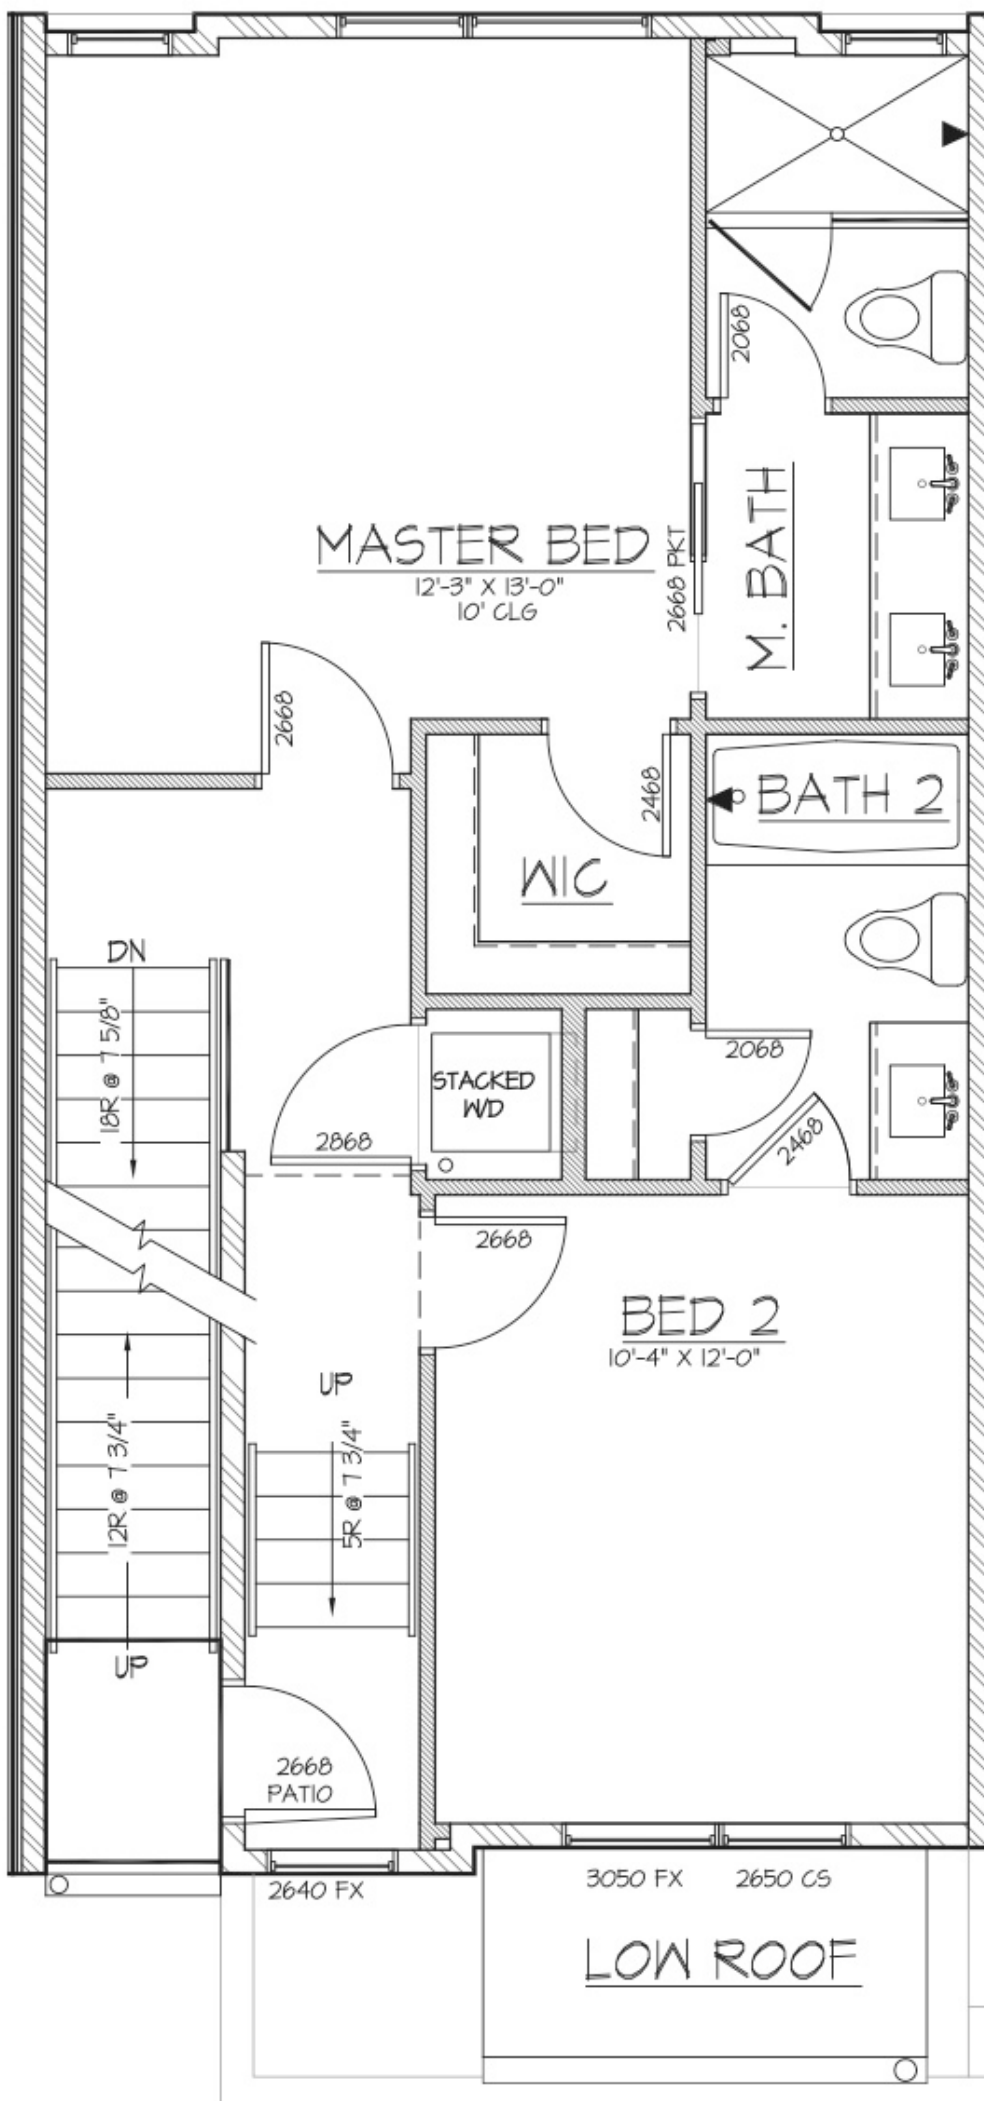 2068
MASTER BED
12'-3" X 13'-0"
10' CLG
2668 PKT
M. BATH
2668
2468
BATH 2
WIC
DN
18R @ 7 5/8"
2068
STACKED
W/D
2868
2468
2668
BED 2
10'-4" X 12'-0"
UP
12R @ 7 3/4"
5R @ 7 3/4"
UP
2668
PATIO
2640 FX
3050 FX
2650 CS
LOW ROOF